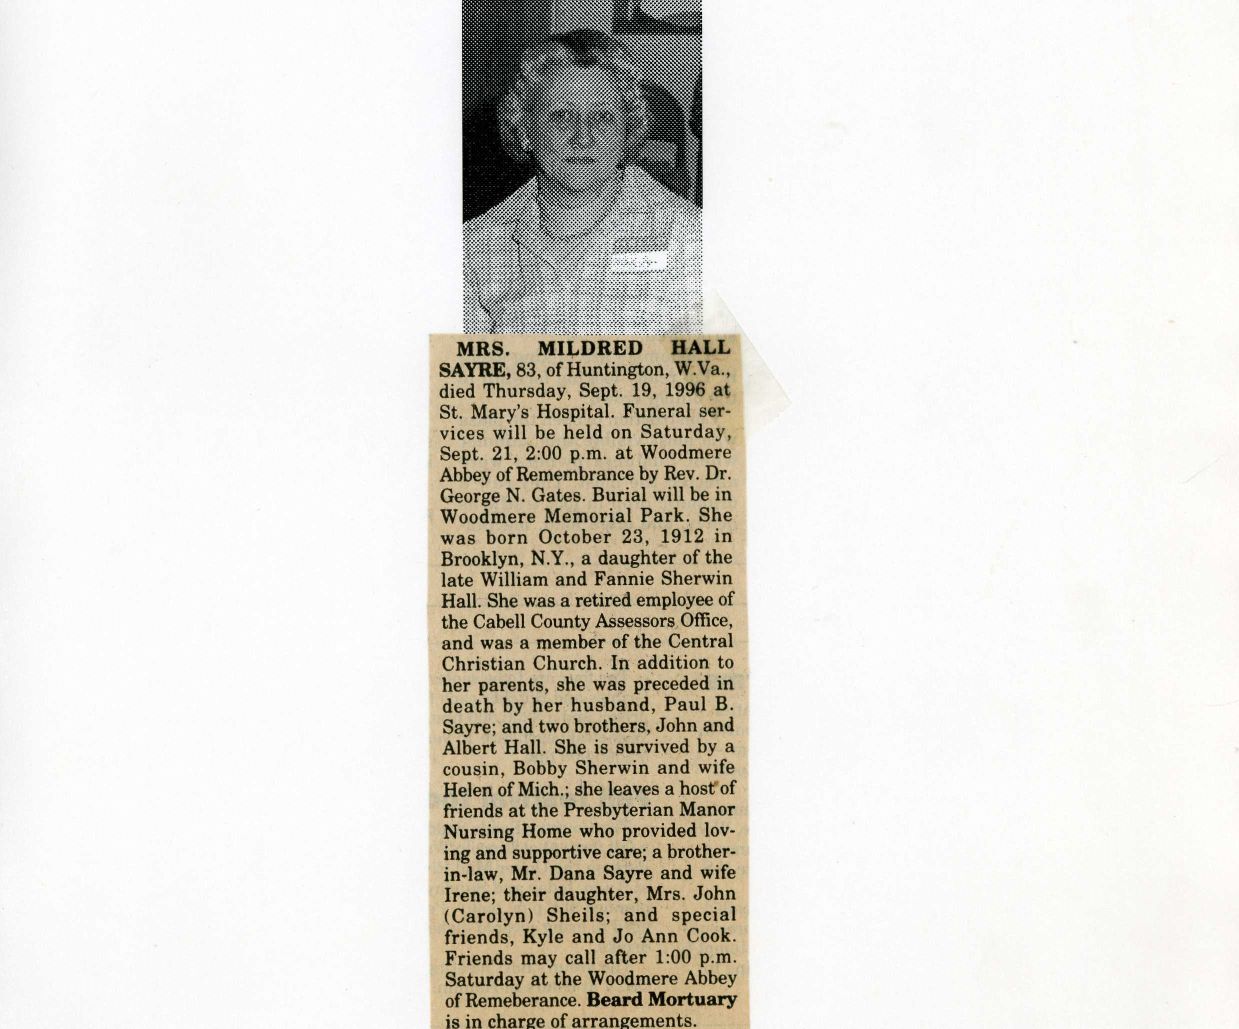 MRS. MILDRED HALL
SAYRE, 83, of Huntington, W.Va.,
died Thursday, Sept. 19, 1996 at
St. Mary's Hospital. Funeral ser-
vices will be held on Saturday,
Sept. 21, 2:00 p.m. at Woodmere
Abbey of Remembrance by Rev. Dr.
George N. Gates. Burial will be in
Woodmere Memorial Park. She
was born October 23, 1912 in
Brooklyn, N.Y., a daughter of the
late William and Fannie Sherwin
Hall. She was a retired employee of
the Cabell County Assessors Office,
and was a member of the Central
Christian Church. In addition to
her parents, she was preceded in
death by her husband, Paul B.
Sayre; and two brothers, John and
Albert Hall. She is survived by a
cousin, Bobby Sherwin and wife
Helen of Mich.; she leaves a host of
friends at the Presbyterian Manor
Nursing Home who provided lov-
ing and supportive care; a brother-
in-law, Mr. Dana Sayre and wife
Irene; their daughter, Mrs. John
(Carolyn) Sheils; and special
friends, Kyle and Jo Ann Cook.
Friends may call after 1:00 p.m.
Saturday at the Woodmere Abbey
of Remeberance. Beard Mortuary
is in charge of arrangements.